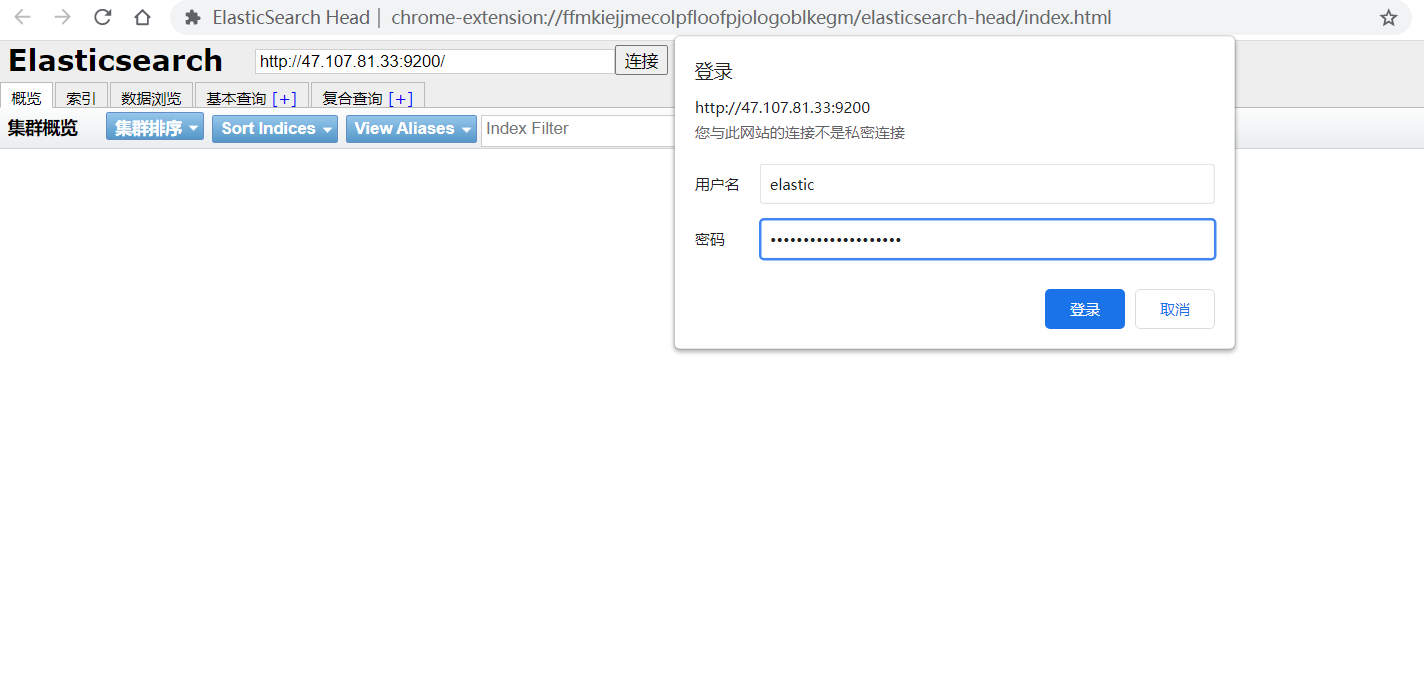 ElasticSearch Head | chrome-extension://ffmkiejjmecolpfloofpjologoblkegm/elasticsearch-head/index.html
Elasticsearch http://47.107.81.33:9200/ 连接
概览 索引 数据浏览 基本查询 [+] 复合查询 [+]
集群概览 集群排序 Sort Indices View Aliases Index Filter
登录
http://47.107.81.33:9200
您与此网站的连接不是私密连接
用户名 elastic
密码 ••••••••••••••••••••
登录 取消